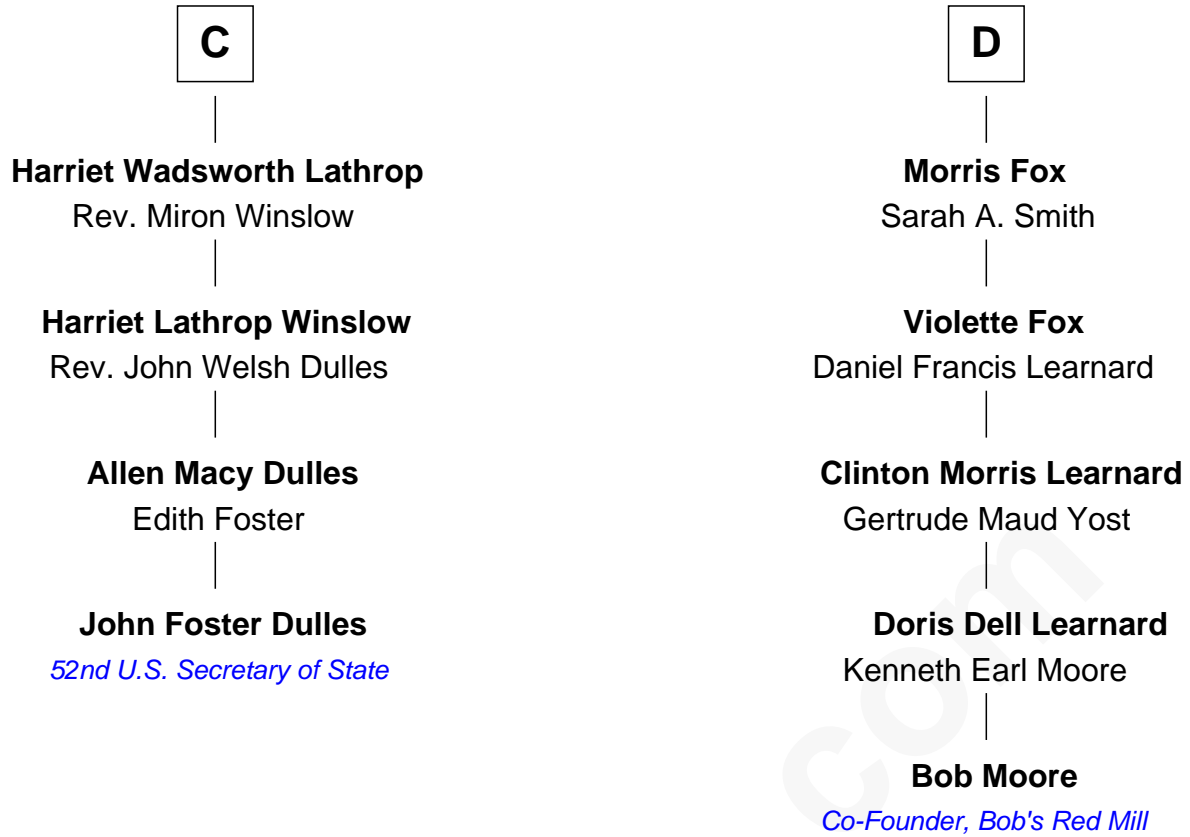 C
Harriet Wadsworth Lathrop
Rev. Miron Winslow
Harriet Lathrop Winslow
Rev. John Welsh Dulles
Allen Macy Dulles
Edith Foster
John Foster Dulles
52nd U.S. Secretary of State
D
Morris Fox
Sarah A. Smith
Violette Fox
Daniel Francis Learnard
Clinton Morris Learnard
Gertrude Maud Yost
Doris Dell Learnard
Kenneth Earl Moore
Bob Moore
Co-Founder, Bob's Red Mill
com